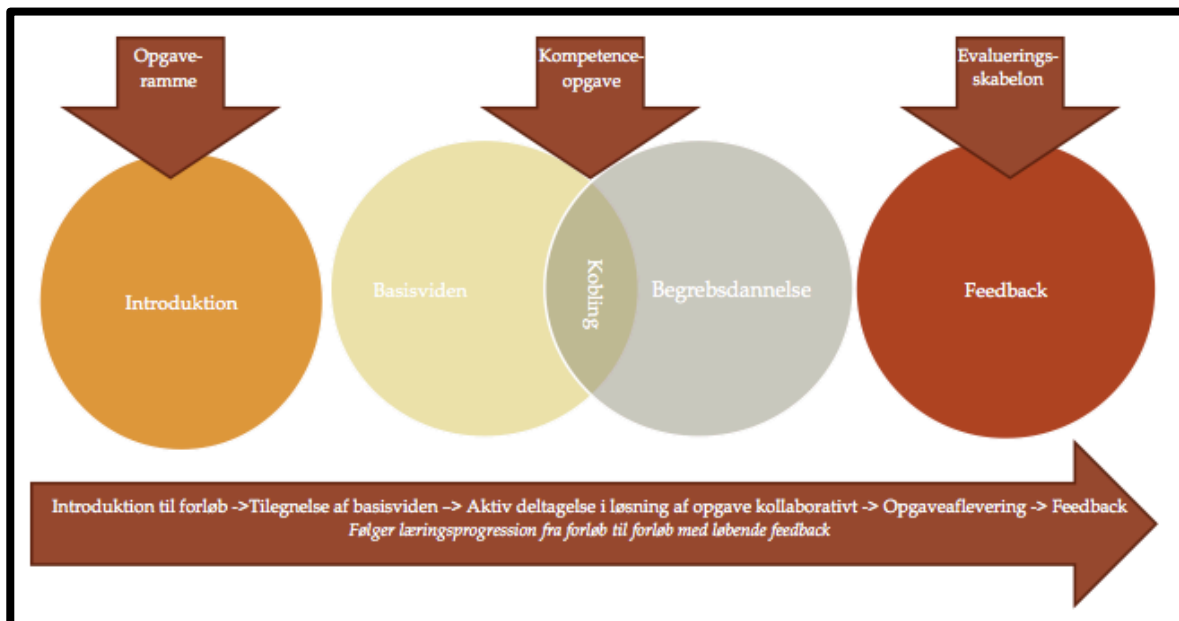 Opgave-
ramme
Kompetence-
opgave
Evaluerings-
skabelon
Introduktion
Basisviden
Kobling
Begrebsdannelse
Feedback
Introduktion til forløb ->Tilegnelse af basisviden –> Aktiv deltagelse i løsning af opgave kollaborativt -> Opgaveaflevering -> Feedback
Følger læringsprogression fra forløb til forløb med løbende feedback